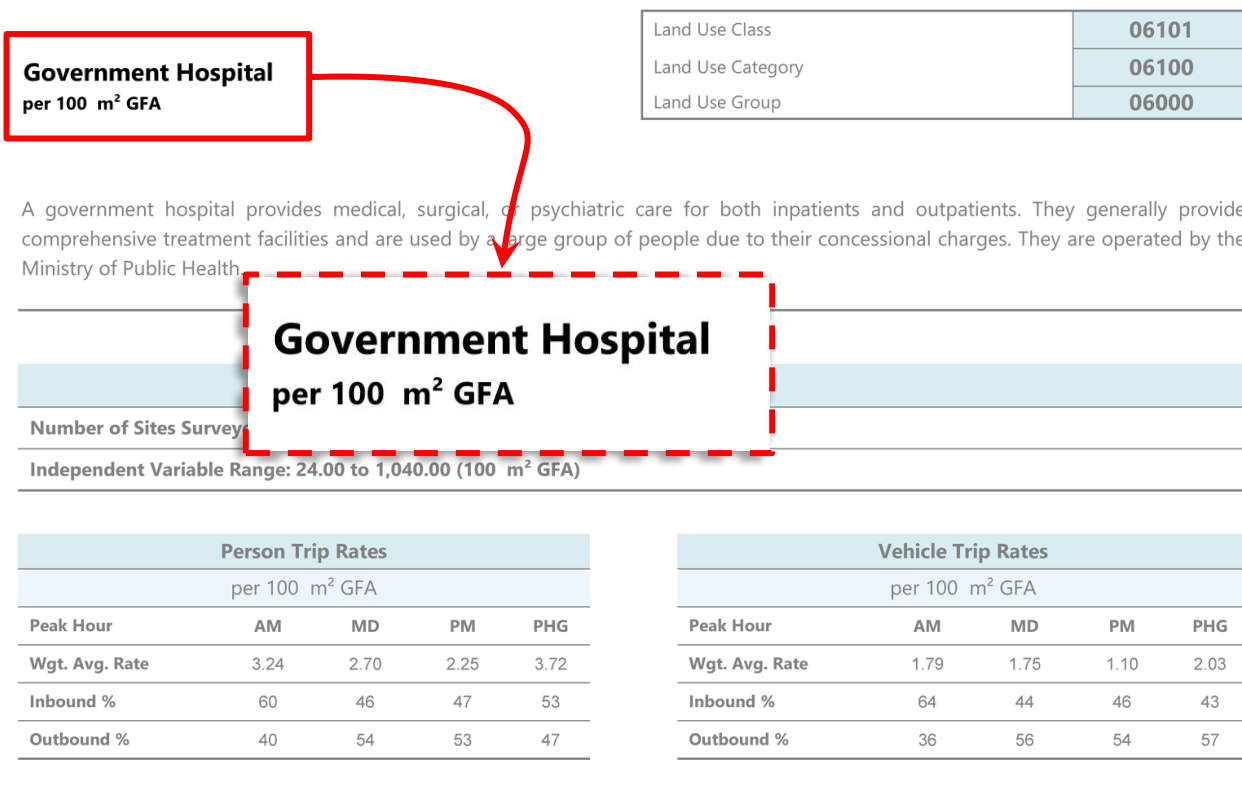 Government Hospital
per 100 m² GFA
Land Use Class 06101
Land Use Category 06100
Land Use Group 06000
A government hospital provides medical, surgical, or psychiatric care for both inpatients and outpatients. They generally provide
comprehensive treatment facilities and are used by a large group of people due to their concessional charges. They are operated by the
Ministry of Public Health.
Government Hospital
per 100 m² GFA
Number of Sites
Independent Variable Range: 24.00 to 1,040.00 (100 m² GFA)
Person Trip Rates
per 100 m² GFA
Peak Hour AM MD PM PHG
Wgt. Avg. Rate 3.24 2.70 2.25 3.72
Inbound % 60 46 47 53
Outbound % 40 54 53 47
Vehicle Trip Rates
per 100 m² GFA
Peak Hour AM MD PM PHG
Wgt. Avg. Rate 1.79 1.75 1.10 2.03
Inbound % 64 44 46 43
Outbound % 36 56 54 57